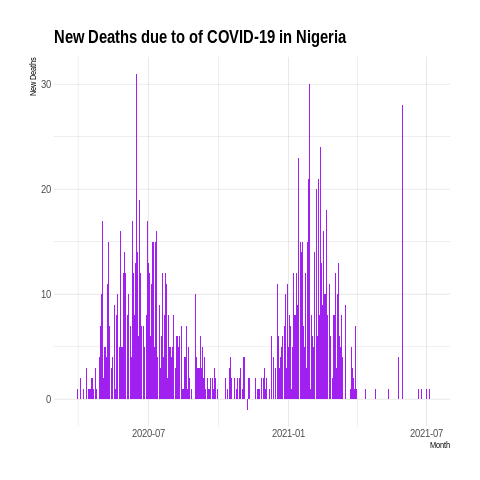 New Deaths due to of COVID-19 in Nigeria
New Deaths
30
20
10
0
2020-07
2021-01
2021-07
Month